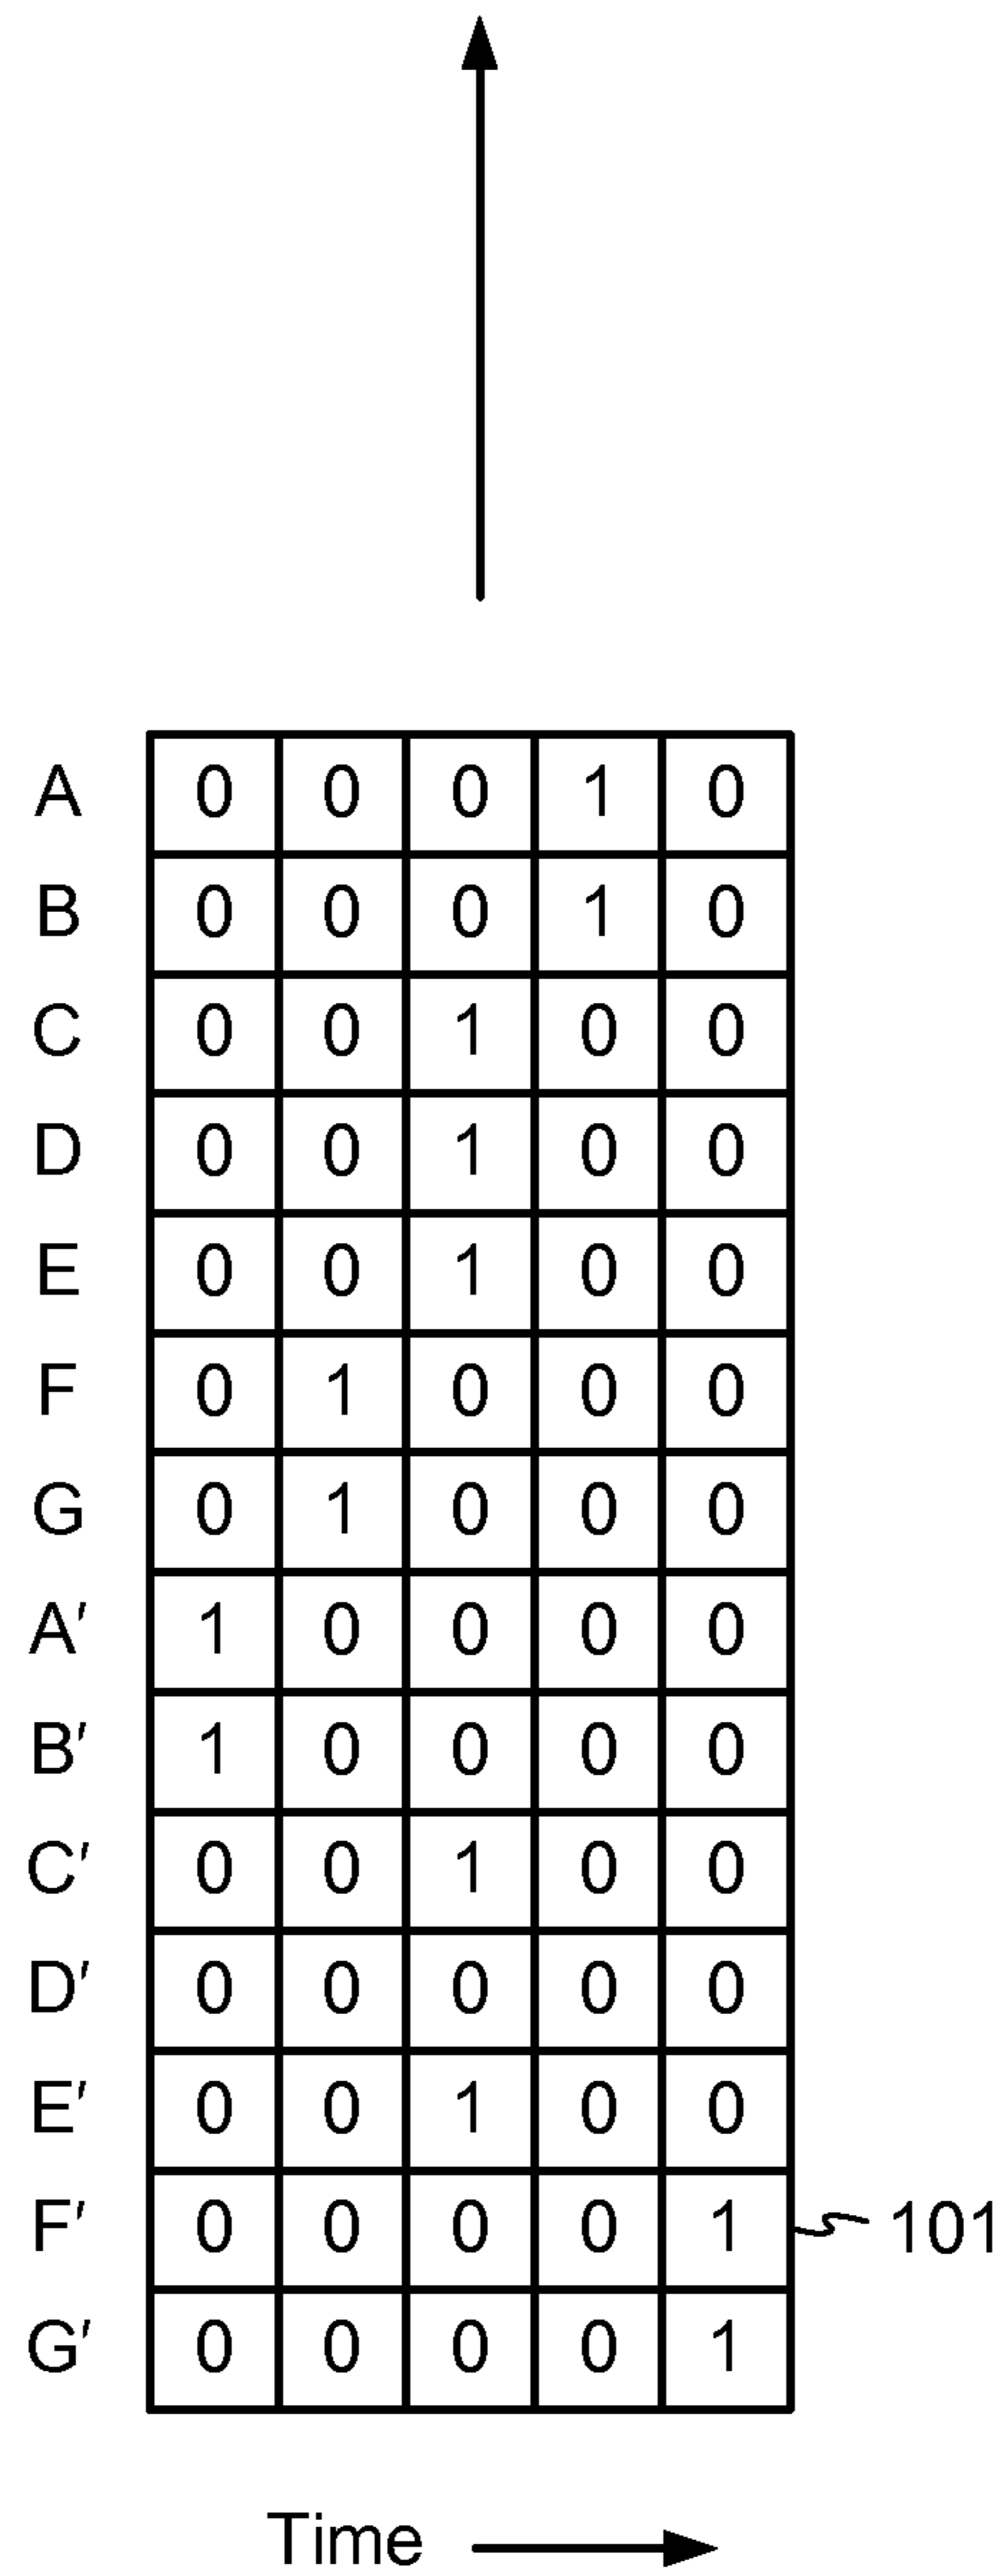 A 0 0 0 1 0
B 0 0 0 1 0
C 0 0 1 0 0
D 0 0 1 0 0
E 0 0 1 0 0
F 0 1 0 0 0
G 0 1 0 0 0
A′ 1 0 0 0 0
B′ 1 0 0 0 0
C′ 0 0 1 0 0
D′ 0 0 0 0 0
E′ 0 0 1 0 0
F′ 0 0 0 0 1 101
G′ 0 0 0 0 1
Time